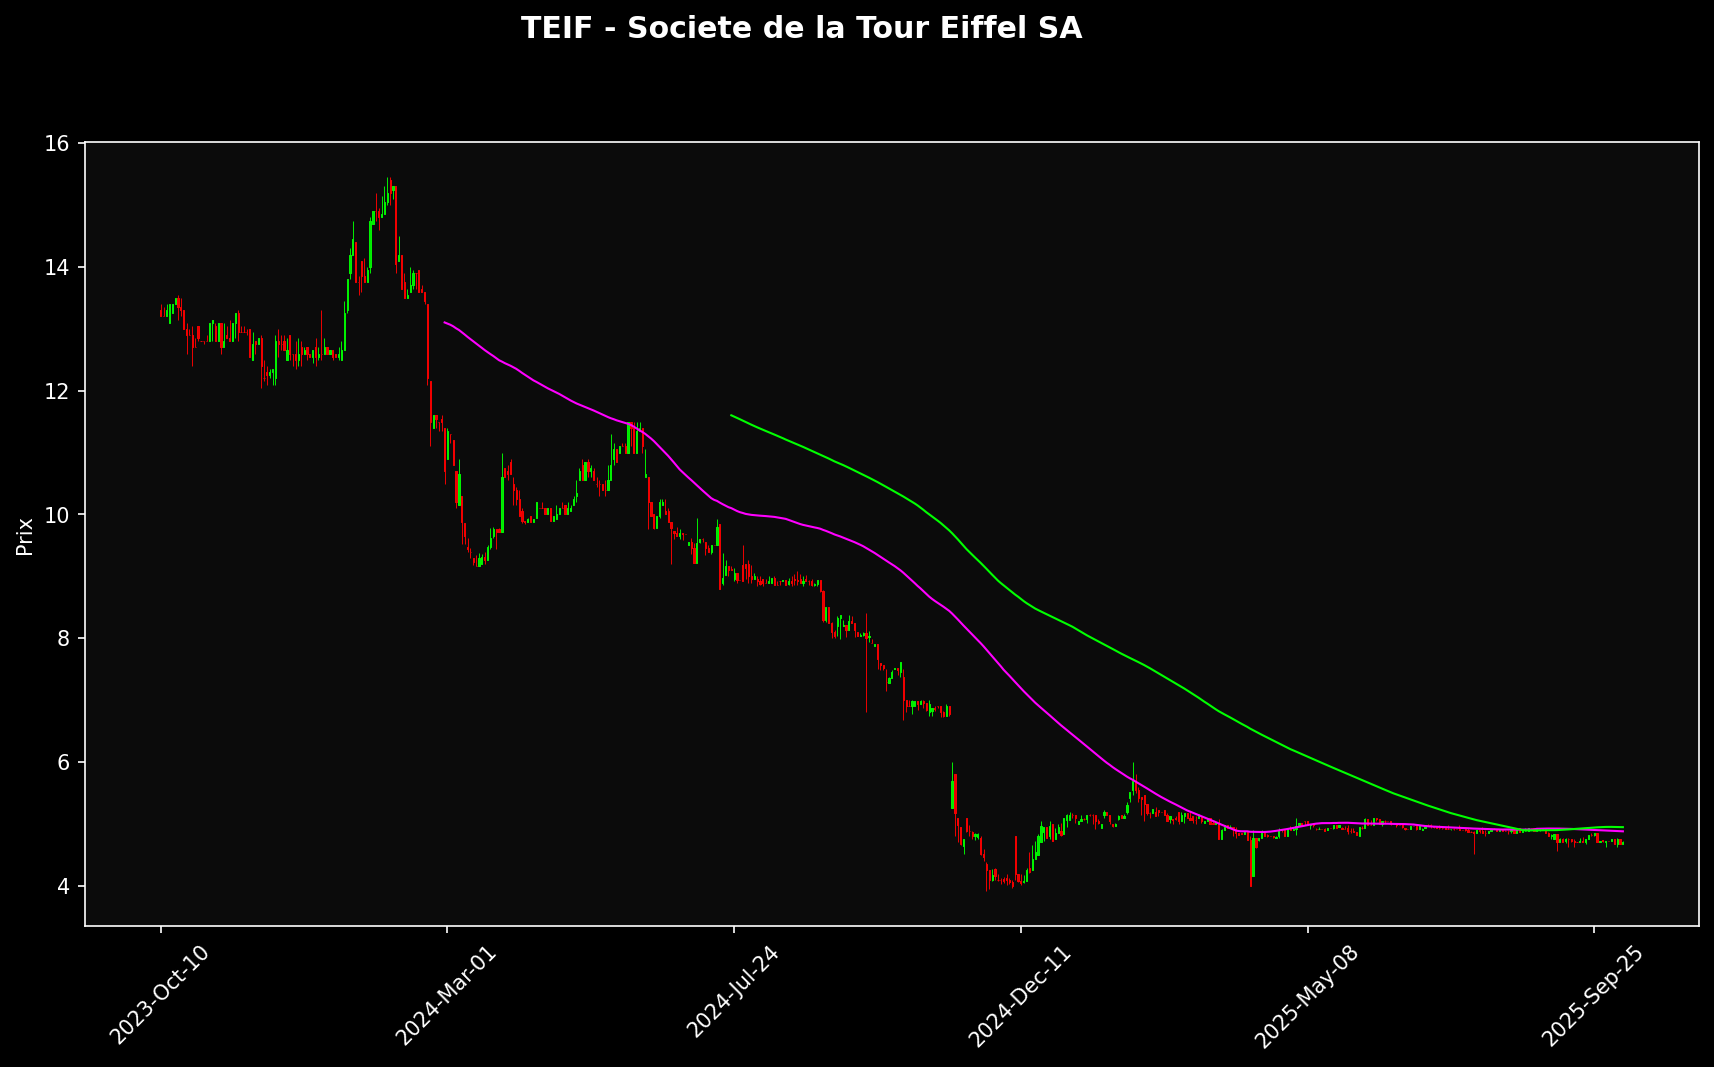 TEIF - Societe de la Tour Eiffel SA
Prix
16
14
12
10
8
6
4
2023-Oct-10
2024-Mar-01
2024-Jul-24
2024-Dec-11
2025-May-08
2025-Sep-25